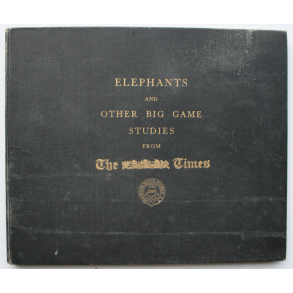 ELEPHANTS
AND
OTHER BIG GAME
STUDIES
FROM
The Times